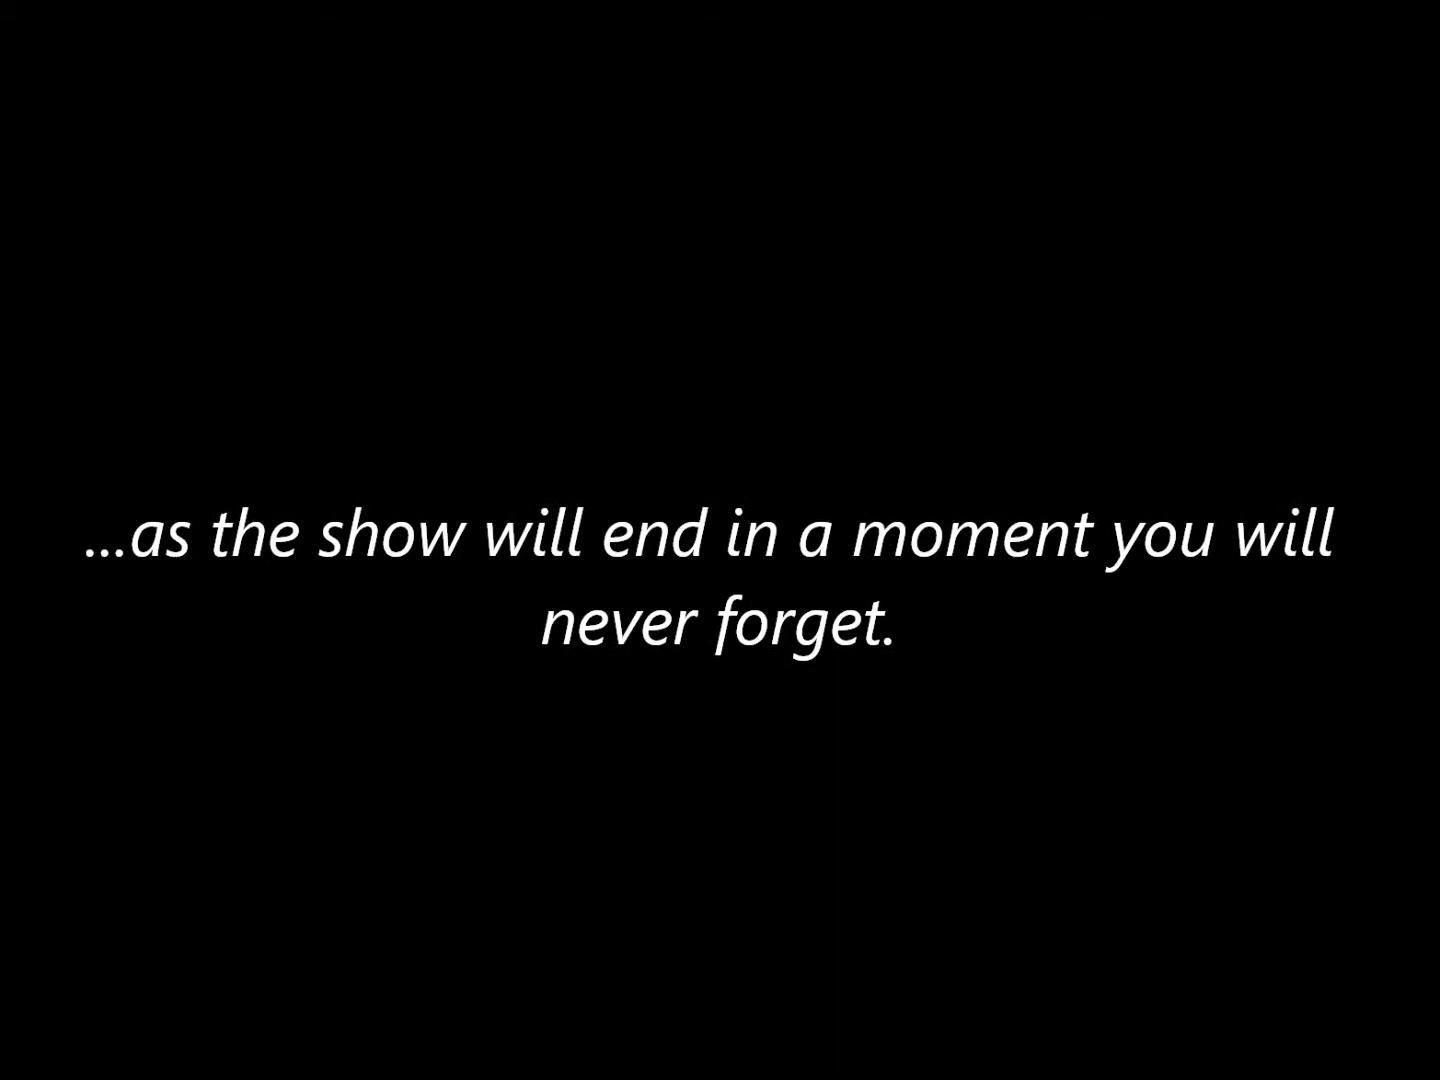 ...as the show will end in a moment you will
never forget.